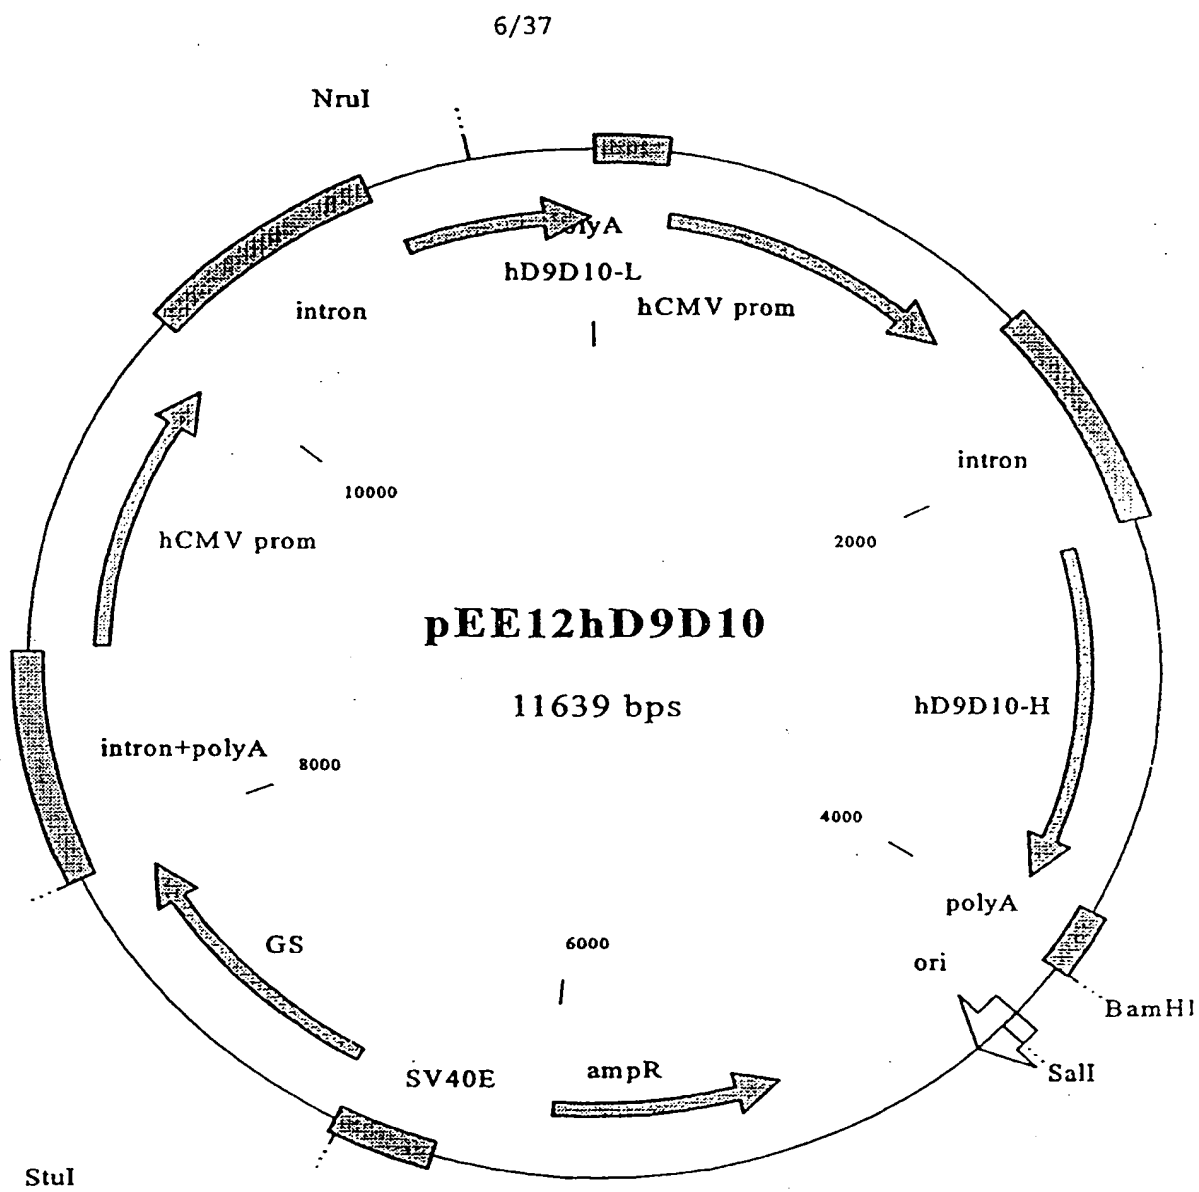 6/37
NruI
polyA
hD9D10-L
hCMV prom
intron
intron
10000
2000
hCMV prom
pEE12hD9D10
11639 bps
hD9D10-H
intron+polyA
8000
4000
polyA
GS
6000
ori
BamHI
SV40E
ampR
SalI
StuI